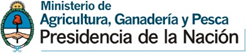 Ministerio de
Agricultura, Ganadería y Pesca
Presidencia de la Nación